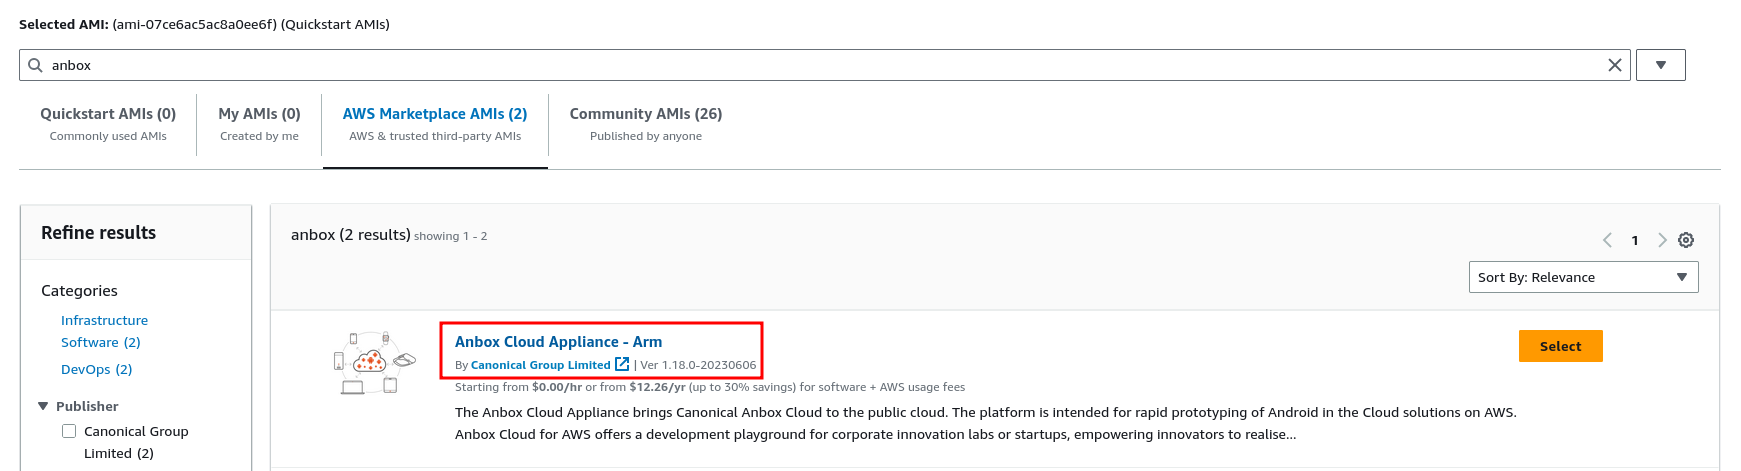 Selected AMI: (ami-07ce6ac5ac8a0ee6f) (Quickstart AMIs)
anbox
Quickstart AMIs (0)
Commonly used AMIs
My AMIs (0)
Created by me
AWS Marketplace AMIs (2)
AWS & trusted third-party AMIs
Community AMIs (26)
Published by anyone
Refine results
Categories
Infrastructure
Software (2)
DevOps (2)
Publisher
Canonical Group
Limited (2)
anbox (2 results) showing 1 - 2
1
Sort By: Relevance
Anbox Cloud Appliance - Arm
By Canonical Group Limited | Ver 1.18.0-20230606
Starting from $0.00/hr or from $12.26/yr (up to 30% savings) for software + AWS usage fees
The Anbox Cloud Appliance brings Canonical Anbox Cloud to the public cloud. The platform is intended for rapid prototyping of Android in the Cloud solutions on AWS.
Anbox Cloud for AWS offers a development playground for corporate innovation labs or startups, empowering innovators to realise...
Select